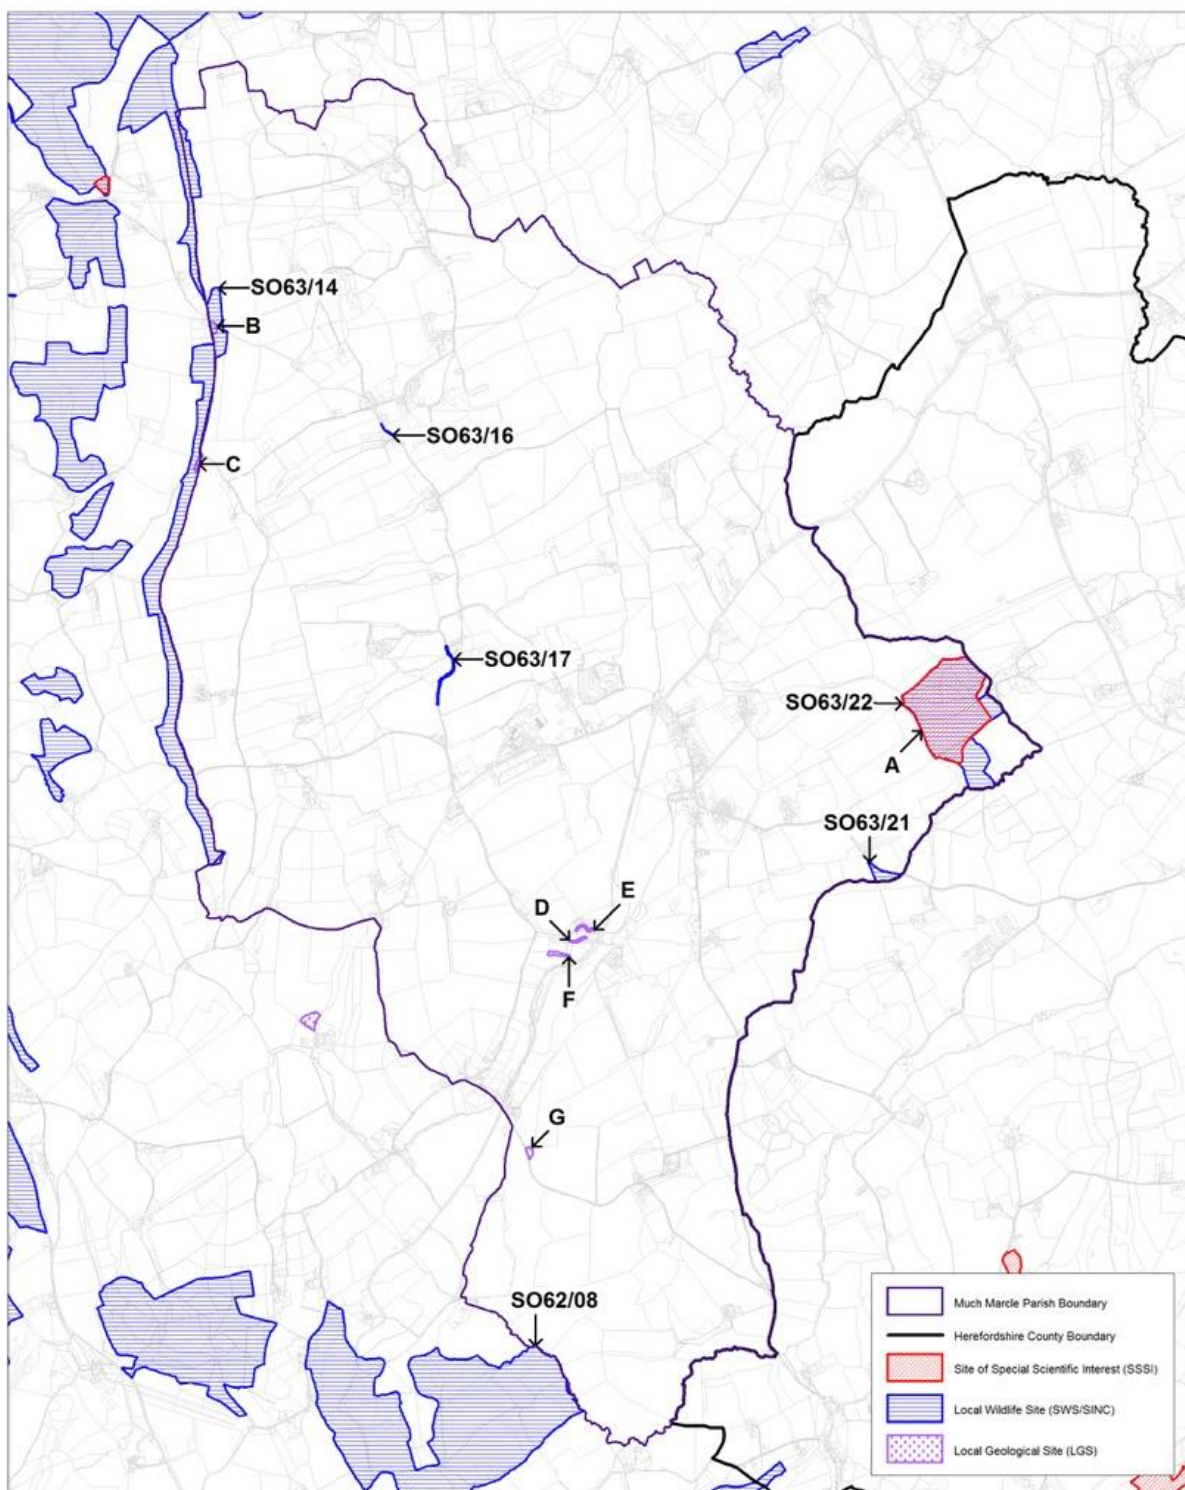 SO63/14
B
SO63/16
C
SO63/17
SO63/22
A
SO63/21
E
D
F
G
SO62/08
Much Marcle Parish Boundary
Herefordshire County Boundary
Site of Special Scientific Interest (SSSI)
Local Wildlife Site (SWS/SINC)
Local Geological Site (LGS)